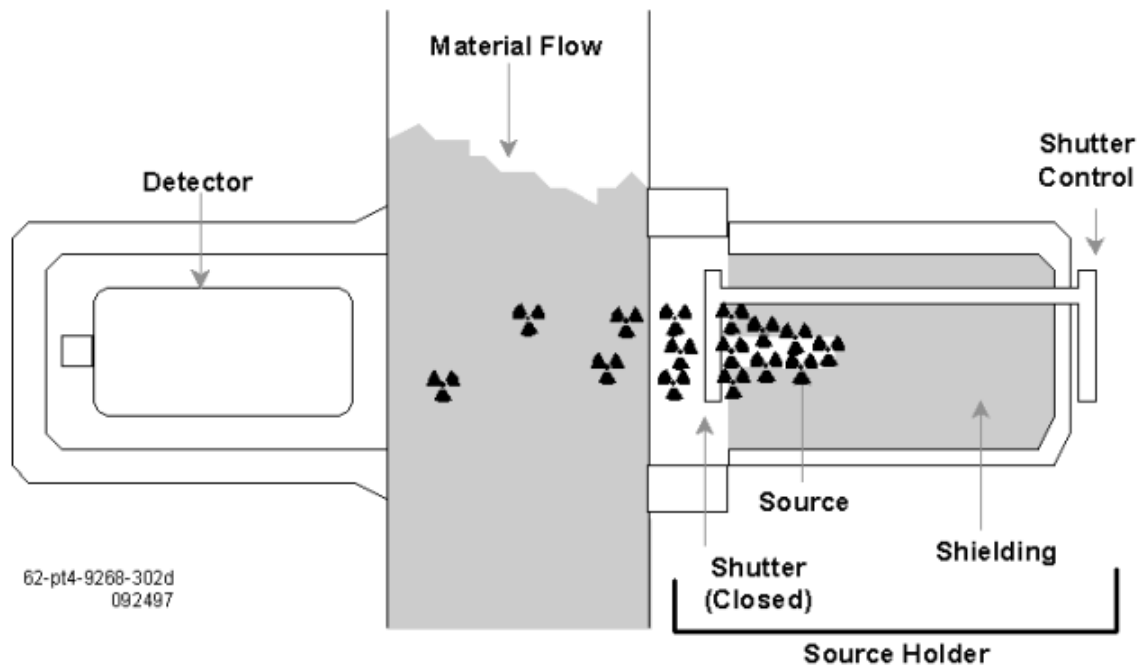 Material Flow
Shutter
Control
Detector
Source
Shielding
Shutter
(Closed)
62-pt4-9268-302d
092497
Source Holder